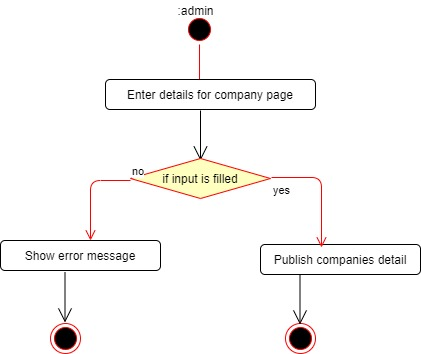 :admin
Enter details for company page
if input is filled
no
yes
Show error message
Publish companies detail